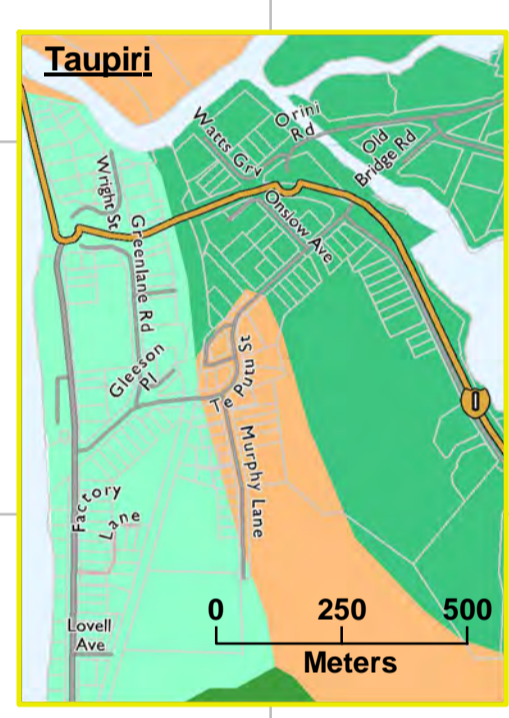 Taupiri
Watts Grv
Orini
Rd
Old
Bridge Rd
Wright St
Onslow Ave
Greenlane Rd
Gleeson
Pl
Te Putu St
Murphy Lane
1
Factory
Lane
0 250 500
Meters
Lovell
Ave